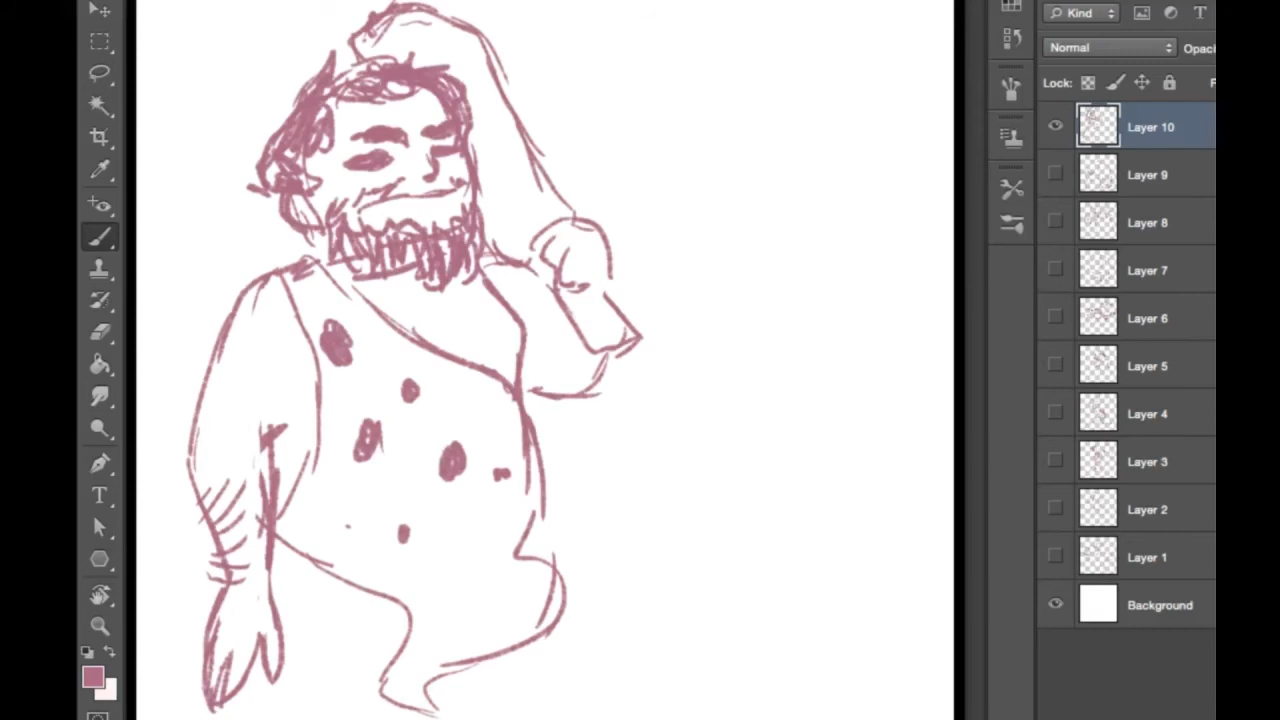 Kind
T
Normal
Opaci
Lock:
F
Layer 10
Layer 9
Layer 8
Layer 7
Layer 6
Layer 5
Layer 4
Layer 3
Layer 2
Layer 1
Background
T